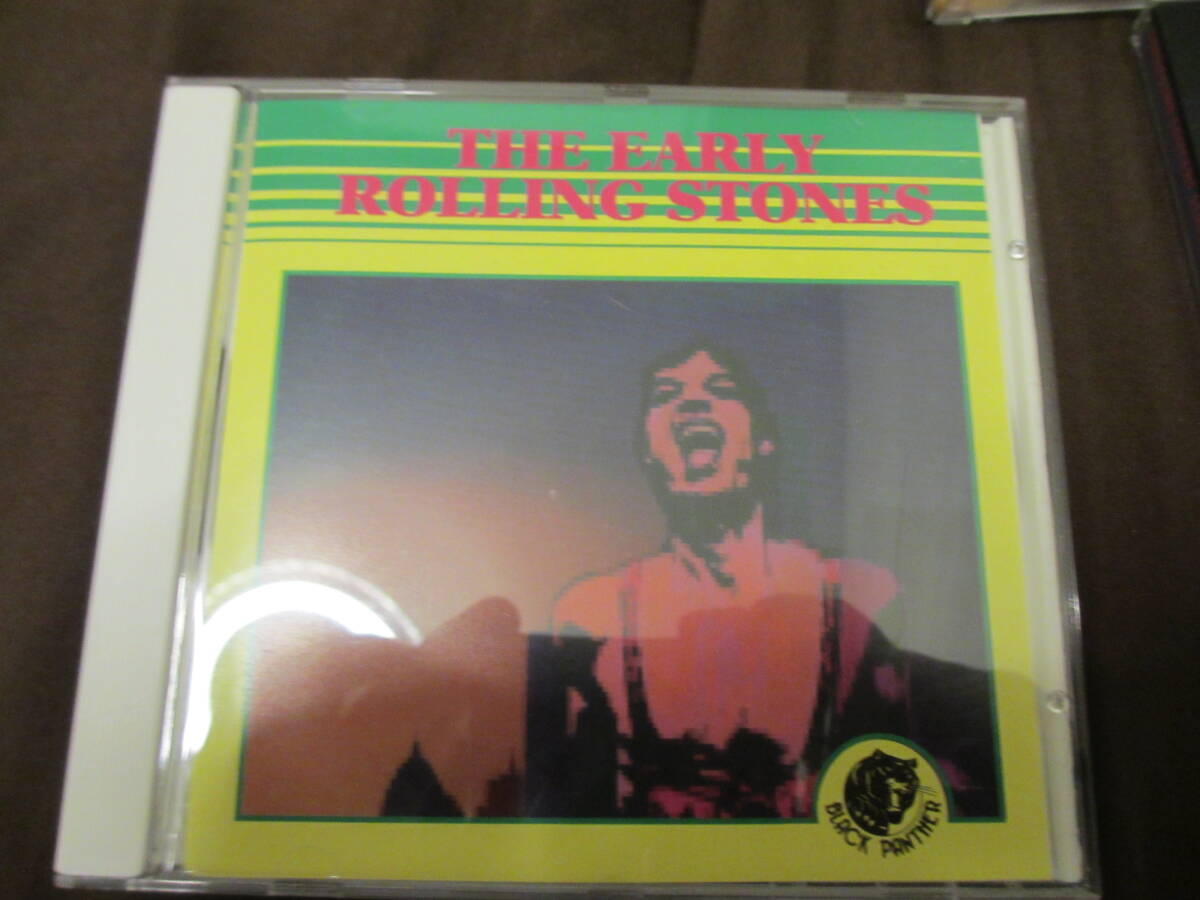 THE EARLY
ROLLING STONES
BLACK PANTHER